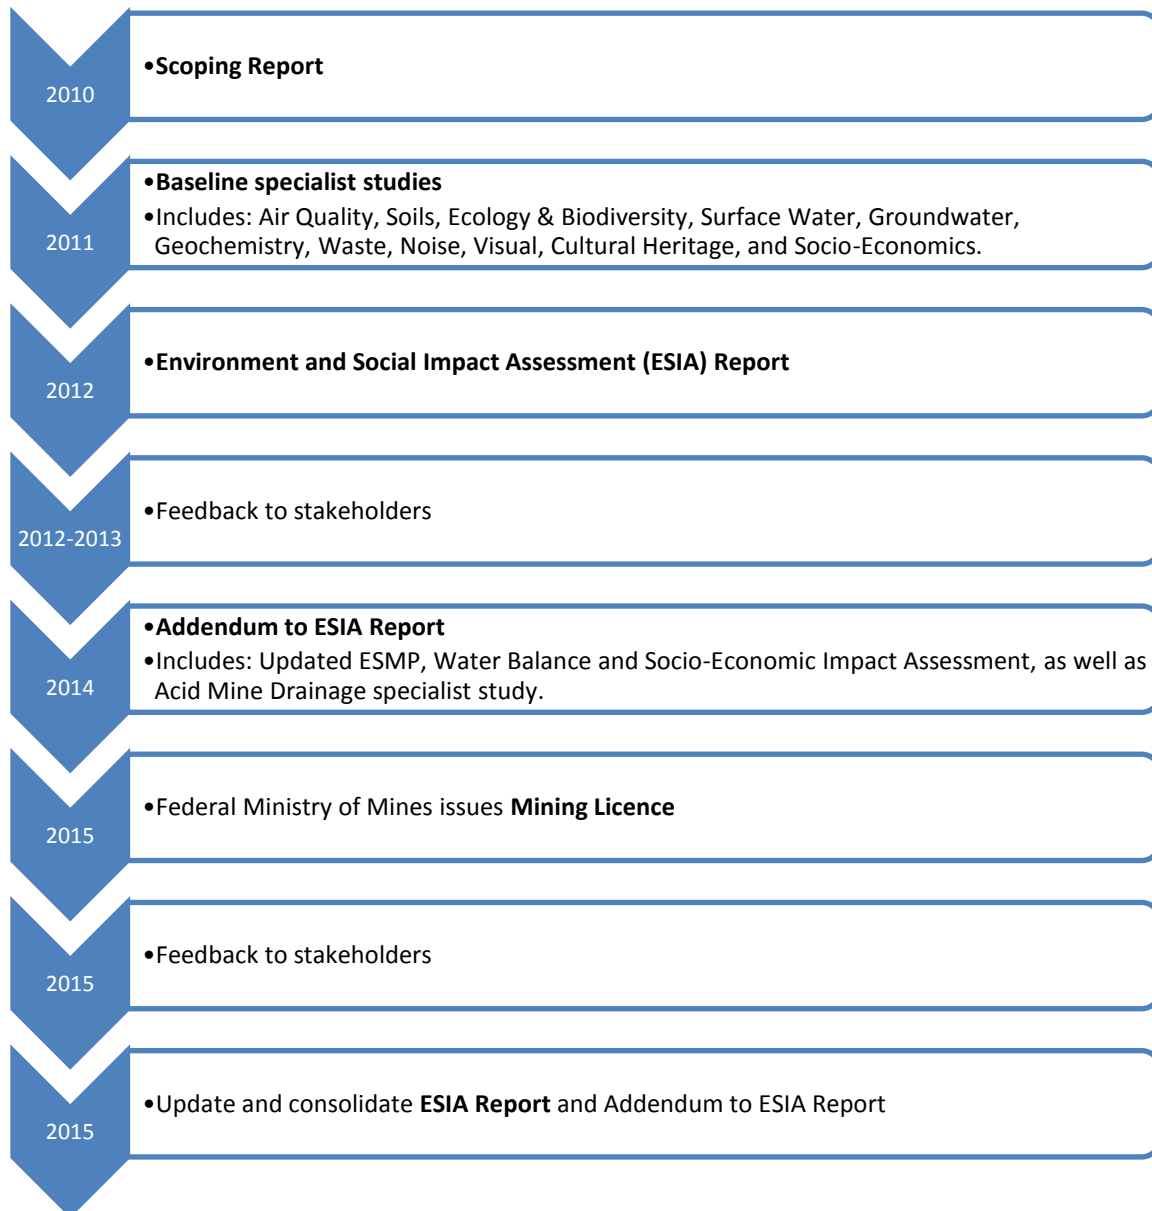 2010
•Scoping Report
2011
•Baseline specialist studies
•Includes: Air Quality, Soils, Ecology & Biodiversity, Surface Water, Groundwater,
Geochemistry, Waste, Noise, Visual, Cultural Heritage, and Socio-Economics.
2012
•Environment and Social Impact Assessment (ESIA) Report
2012-2013
•Feedback to stakeholders
2014
•Addendum to ESIA Report
•Includes: Updated ESMP, Water Balance and Socio-Economic Impact Assessment, as well as
Acid Mine Drainage specialist study.
2015
•Federal Ministry of Mines issues Mining Licence
2015
•Feedback to stakeholders
2015
•Update and consolidate ESIA Report and Addendum to ESIA Report